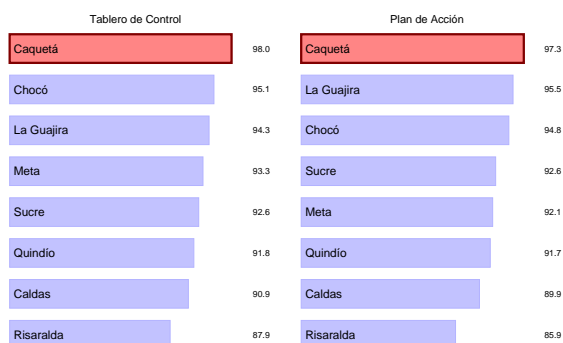 Tablero de Control
Caquetá 98.0
Chocó 95.1
La Guajira 94.3
Meta 93.3
Sucre 92.6
Quindío 91.8
Caldas 90.9
Risaralda 87.9
Plan de Acción
Caquetá 97.3
La Guajira 95.5
Chocó 94.8
Sucre 92.6
Meta 92.1
Quindío 91.7
Caldas 89.9
Risaralda 85.9